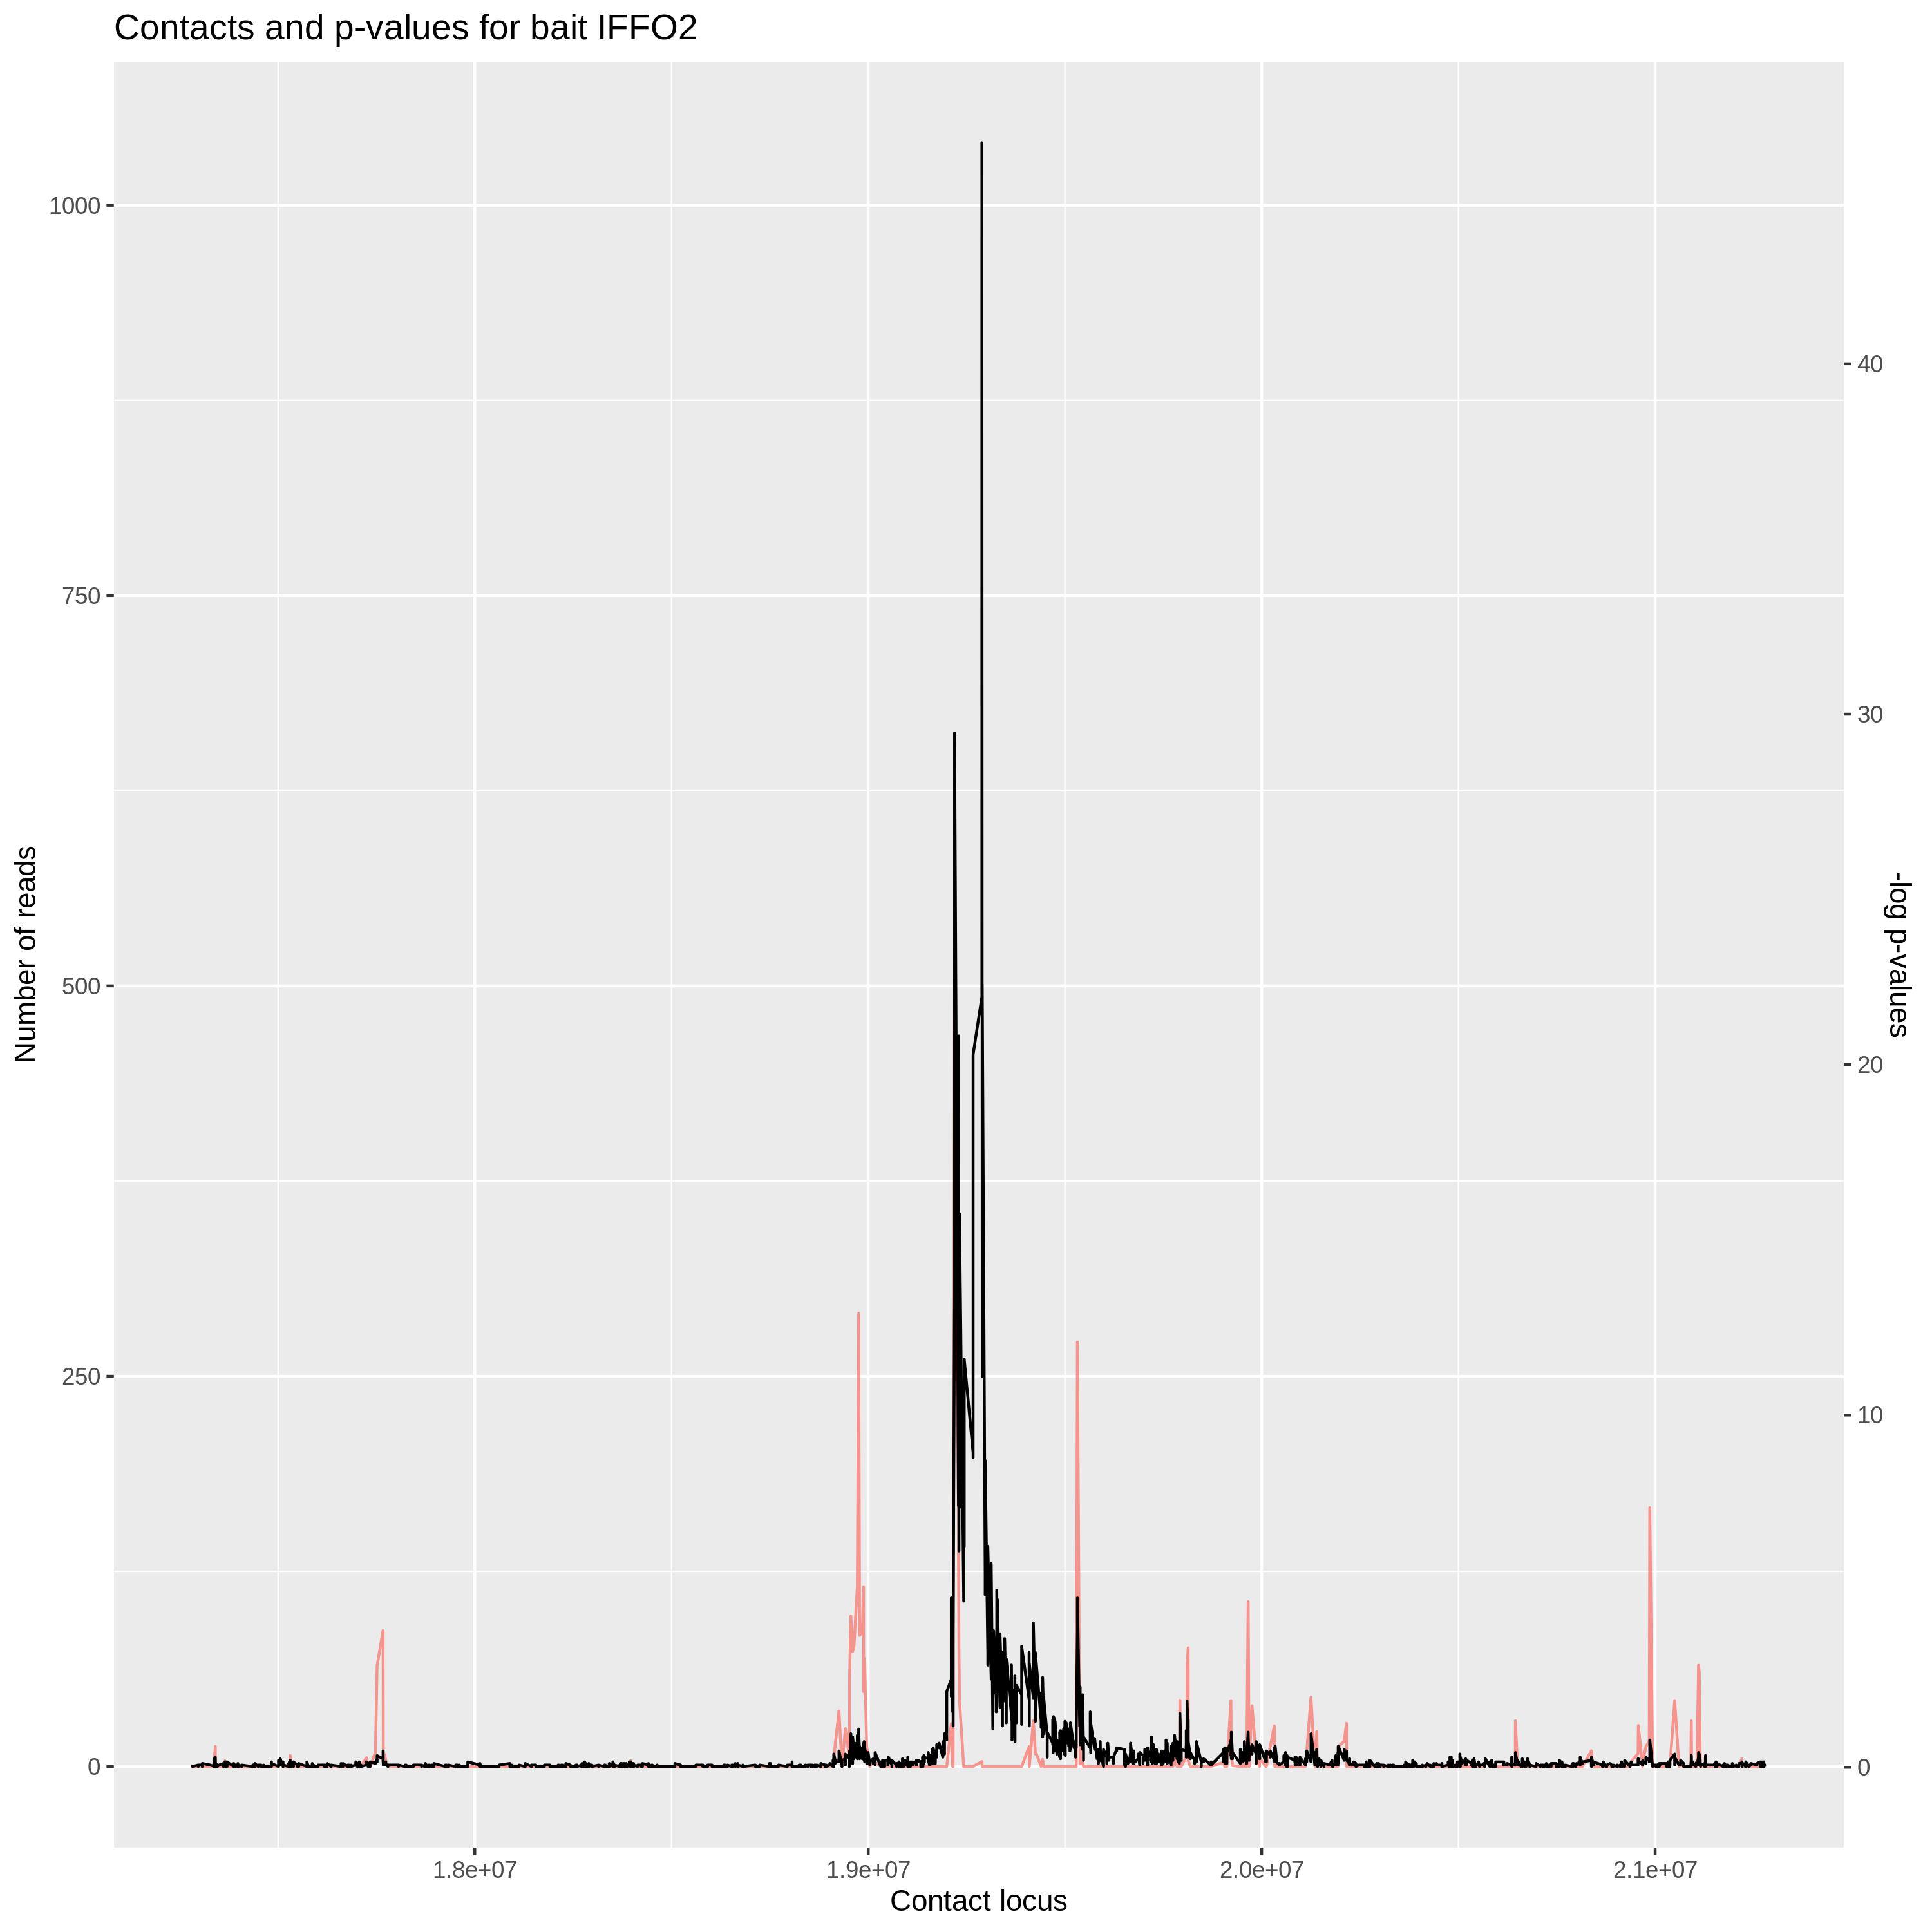 Contacts and p-values for bait IFFO2
Number of reads
1000
750
500
250
0
40
30
20
10
0
-log p-values
1.8e+07
1.9e+07
2.0e+07
2.1e+07
Contact locus